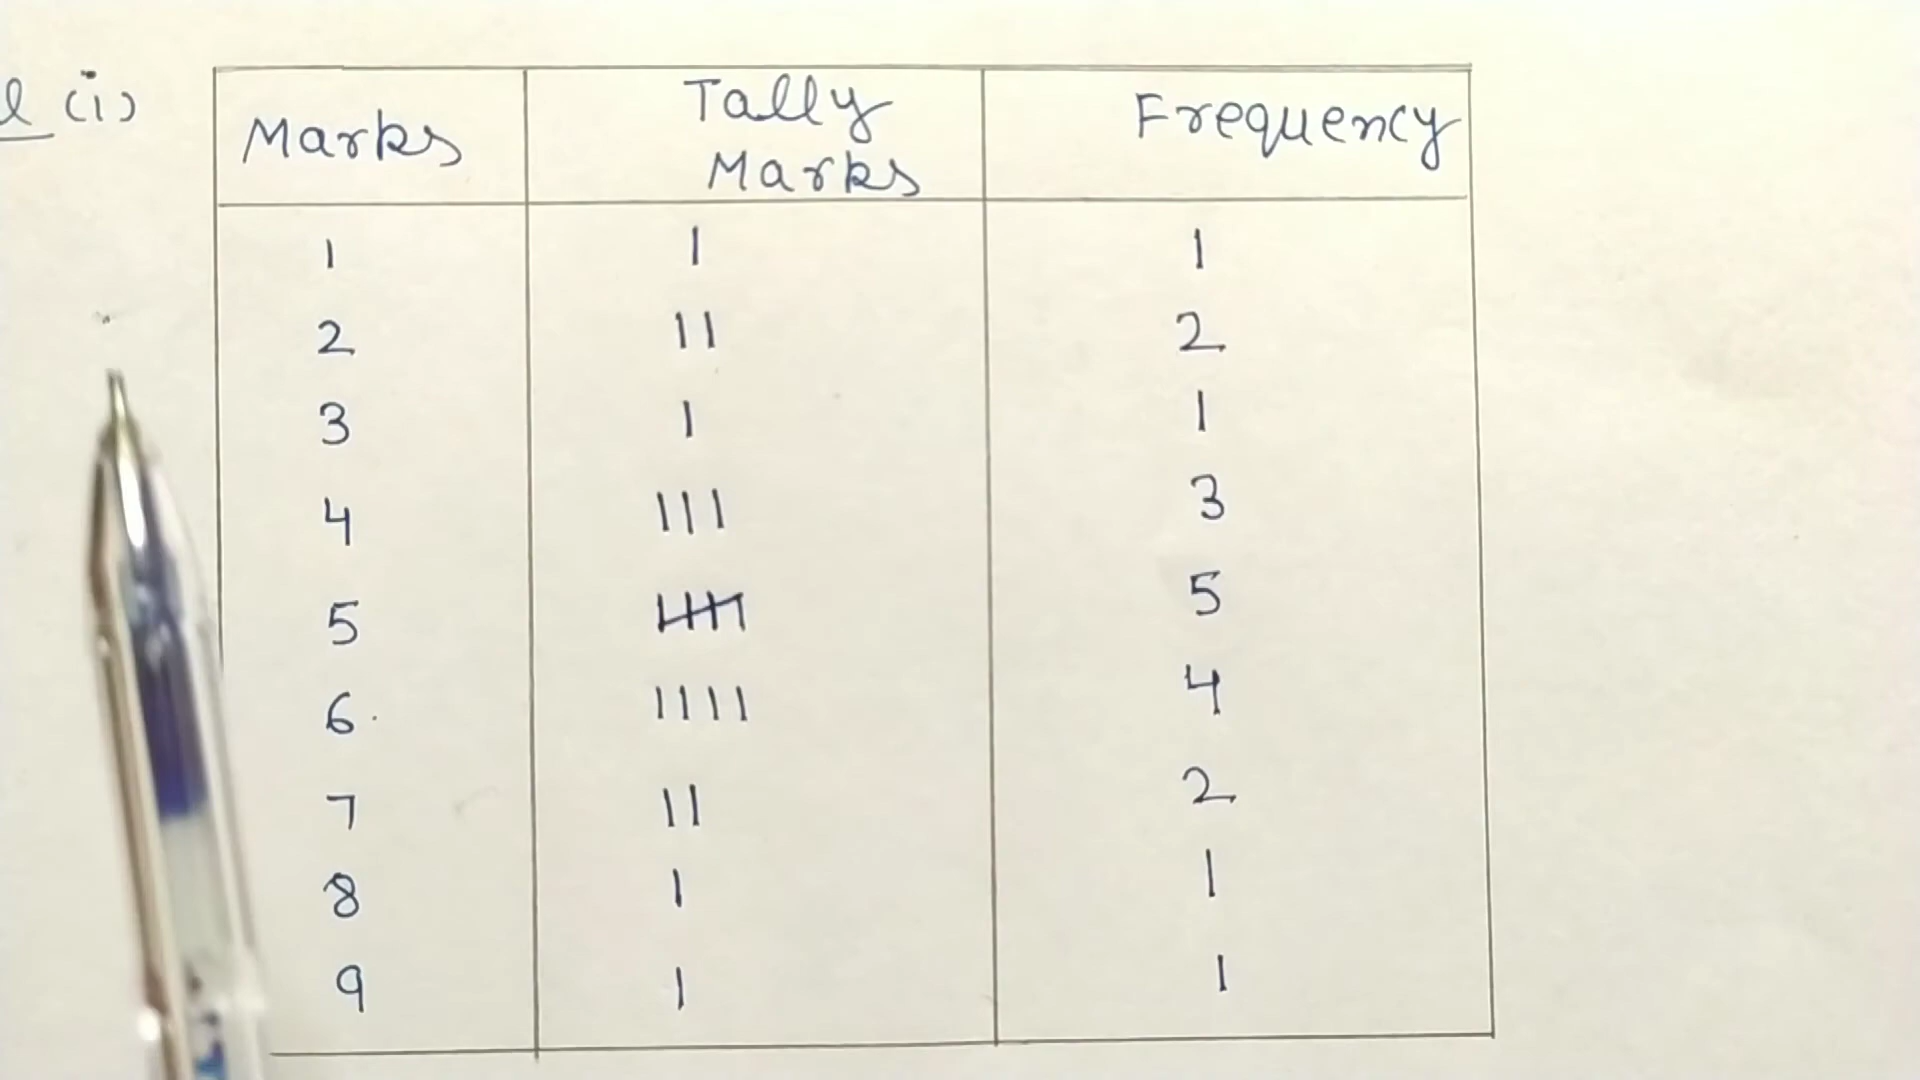 (i)
Marks Tally Marks Frequency
1 | 1
2 || 2
3 | 1
4 ||| 3
5 𝍸 5
6 |||| 4
7 || 2
8 | 1
9 | 1